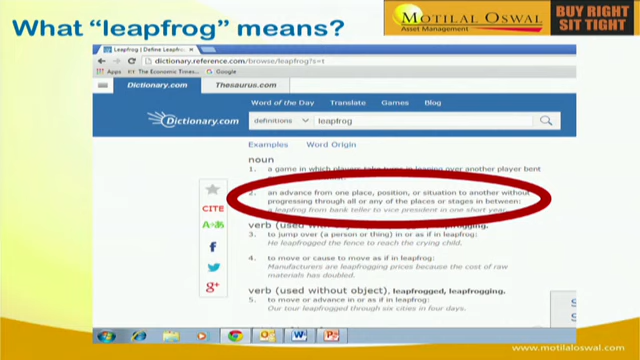 What “leapfrog” means?
MOTILAL OSWAL
Asset Management
BUY RIGHT
SIT TIGHT
Leapfrog | Define Leapfro
dictionary.reference.com/browse/leapfrog?s=t
Apps The Economic Times... Google
Dictionary.com Thesaurus.com
Word of the Day Translate Games Blog
Dictionary.com definitions leapfrog
Examples Word Origin
noun
1. a game in which players take turns in leaping over another player bent
2. an advance from one place, position, or situation to another without
progressing through all or any of the places or stages in between:
a leapfrog from bank teller to vice president in one short year.
CITE
verb (used
3. to jump over (a person or thing) in or as if in leapfrog:
He leapfrogged the fence to reach the crying child.
4. to move or cause to move as if in leapfrog:
Manufacturers are leapfrogging prices because the cost of raw
materials has doubled.
verb (used without object), leapfrogged, leapfrogging.
5. to move or advance in or as if in leapfrog:
Our tour leapfrogged through six cities in four days.
www.motilaloswal.com